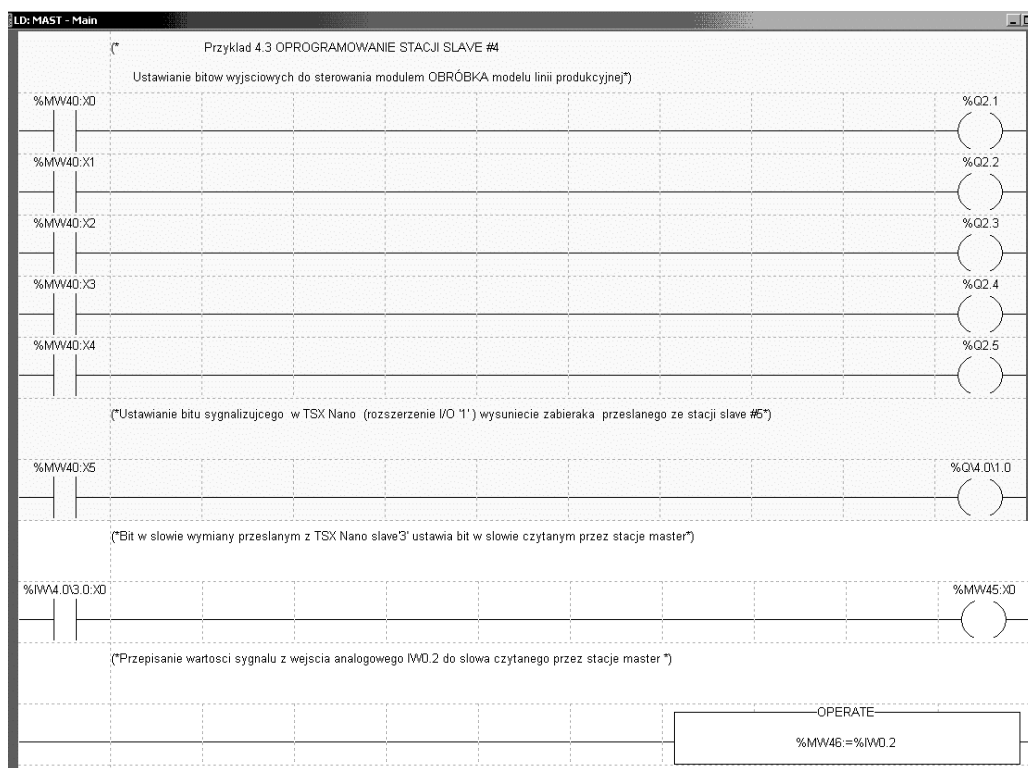 LD: MAST - Main
(* Przyklad 4.3 OPROGRAMOWANIE STACJI SLAVE #4
Ustawianie bitow wyjsciowych do sterowania modulem OBRÓBKA modelu linii produkcyjnej*)
%MW40:X0 %Q2.1
%MW40:X1 %Q2.2
%MW40:X2 %Q2.3
%MW40:X3 %Q2.4
%MW40:X4 %Q2.5
(*Ustawianie bitu sygnalizujcego w TSX Nano (rozszerzenie I/O '1' ) wysuniecie zabieraka przeslanego ze stacji slave #5*)
%MW40:X5 %Q\4.0\1.0
(*Bit w slowie wymiany przeslanym z TSX Nano slave'3' ustawia bit w slowie czytanym przez stacje master*)
%IW\4.0\3.0:X0 %MW45:X0
(*Przepisanie wartosci sygnalu z wejscia analogowego IW0.2 do slowa czytanego przez stacje master *)
OPERATE
%MW46:=%IW0.2